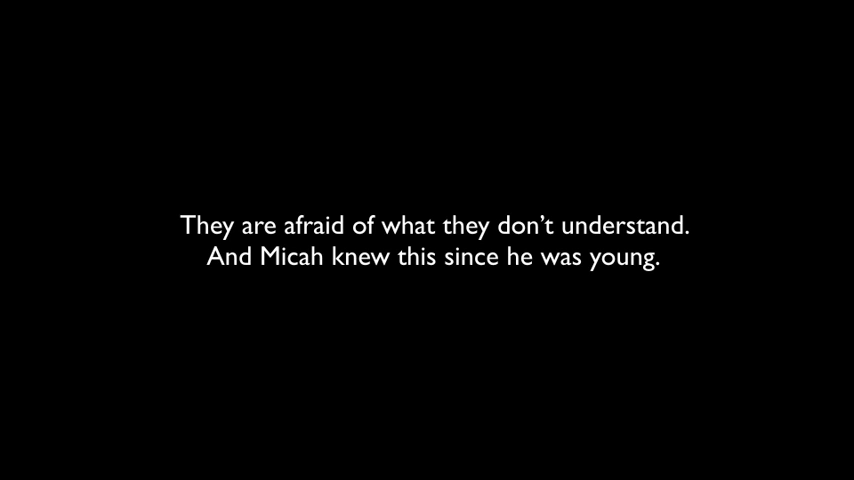 They are afraid of what they don’t understand.
And Micah knew this since he was young.